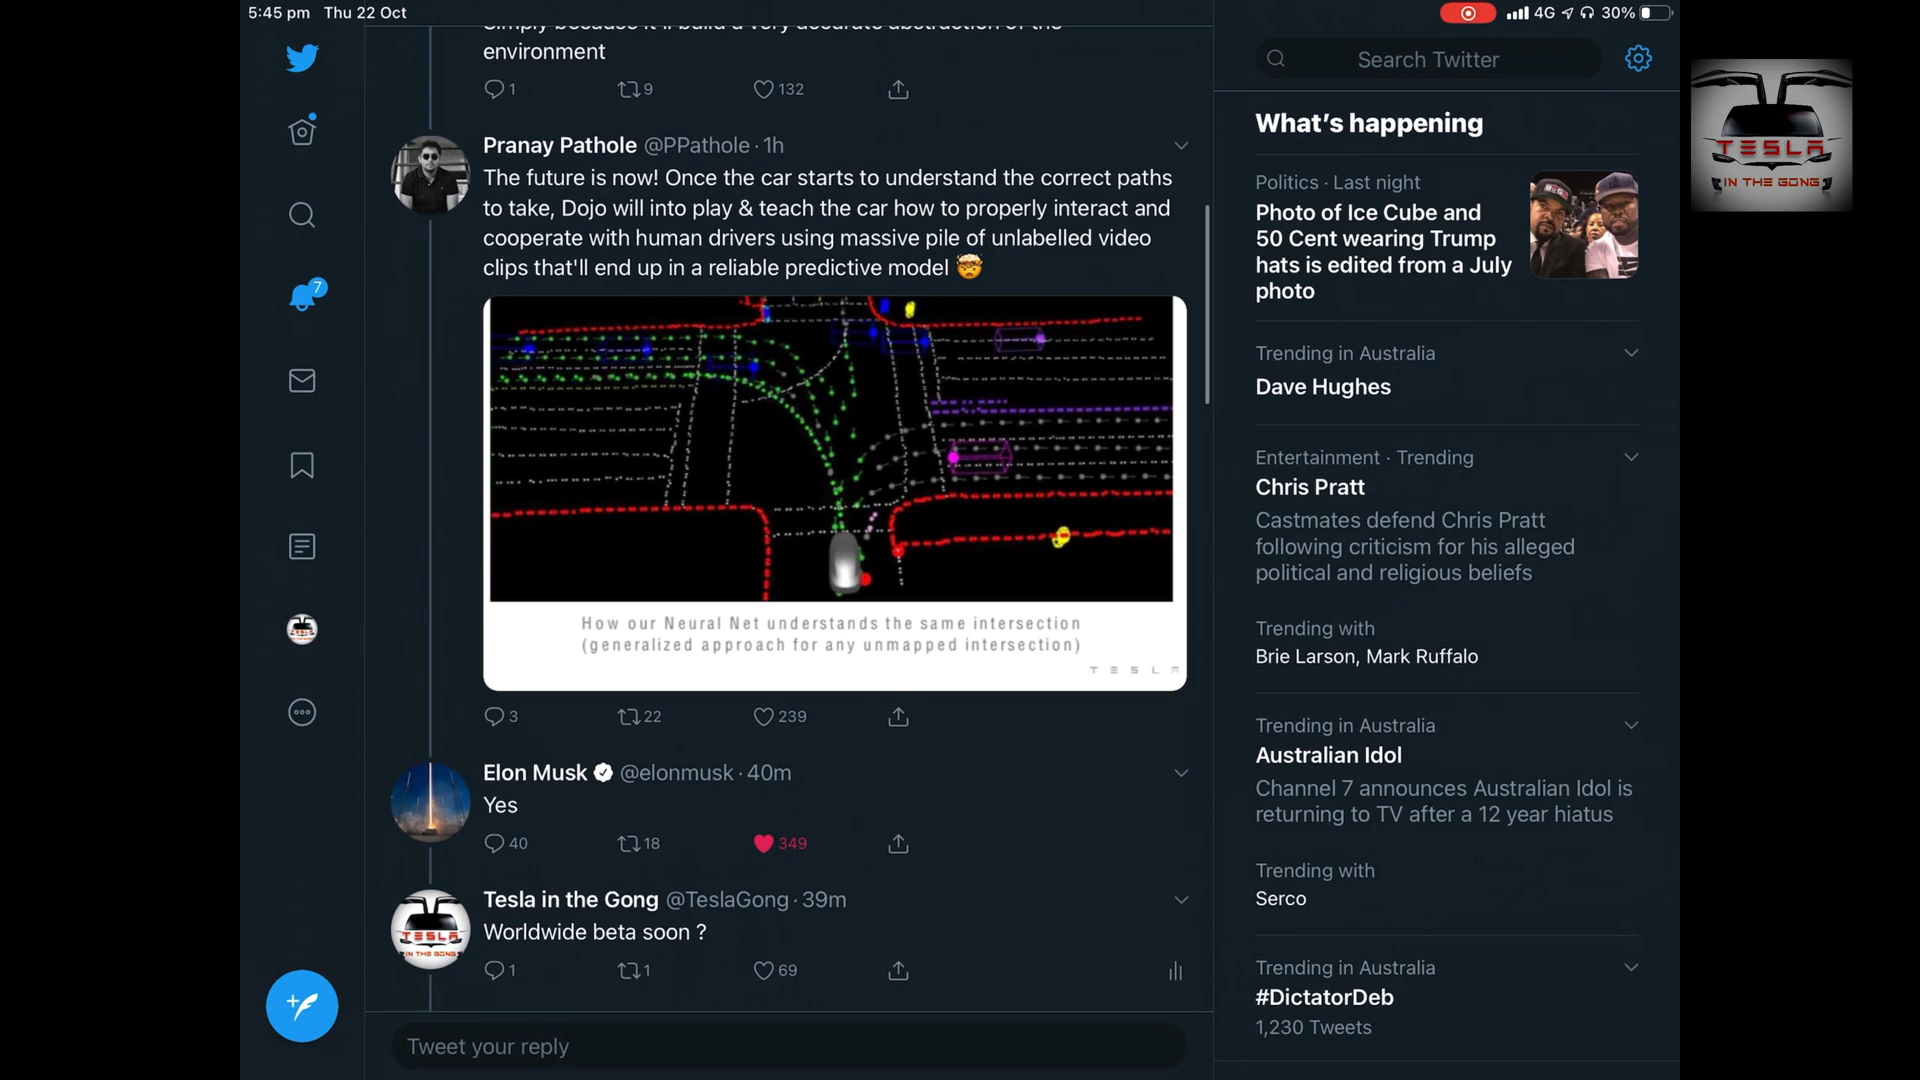 5:45 pm Thu 22 Oct
4G 30%
Simply because it'll build a very accurate abstraction of the
environment
1 9 132
Pranay Pathole @PPathole · 1h
The future is now! Once the car starts to understand the correct paths
to take, Dojo will into play & teach the car how to properly interact and
cooperate with human drivers using massive pile of unlabelled video
clips that'll end up in a reliable predictive model 🤯
How our Neural Net understands the same intersection
(generalized approach for any unmapped intersection)
TESLA
3 22 239
Elon Musk @elonmusk · 40m
Yes
40 18 349
Tesla in the Gong @TeslaGong · 39m
Worldwide beta soon ?
1 1 69
Tweet your reply
7
TESLA
IN THE GONG
Search Twitter
What's happening
Politics · Last night
Photo of Ice Cube and
50 Cent wearing Trump
hats is edited from a July
photo
Trending in Australia
Dave Hughes
Entertainment · Trending
Chris Pratt
Castmates defend Chris Pratt
following criticism for his alleged
political and religious beliefs
Trending with
Brie Larson, Mark Ruffalo
Trending in Australia
Australian Idol
Channel 7 announces Australian Idol is
returning to TV after a 12 year hiatus
Trending with
Serco
Trending in Australia
#DictatorDeb
1,230 Tweets
TESLA
IN THE GONG